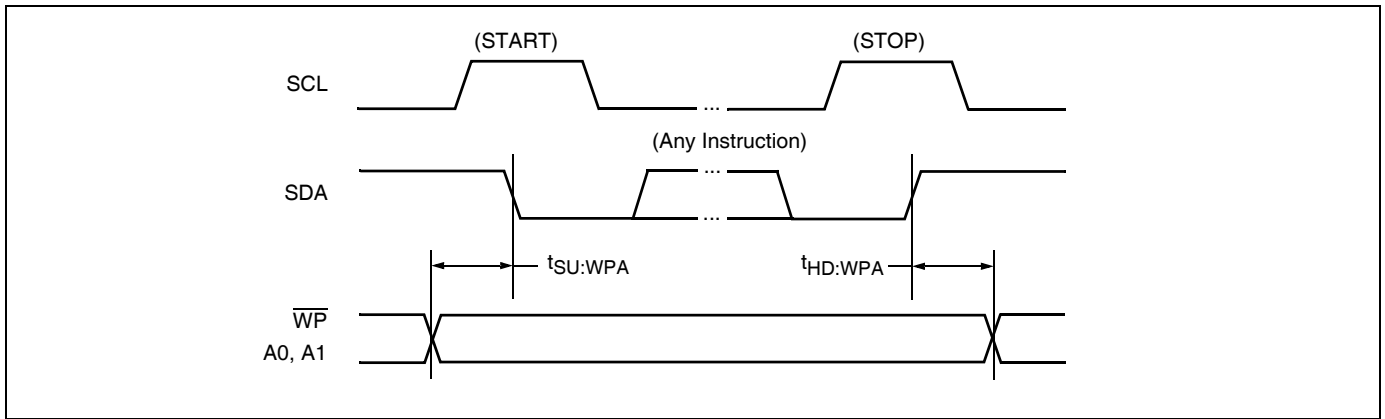 (START) (STOP)
SCL
...
(Any Instruction)
...
SDA
...
tSU:WPA tHD:WPA
WP
A0, A1